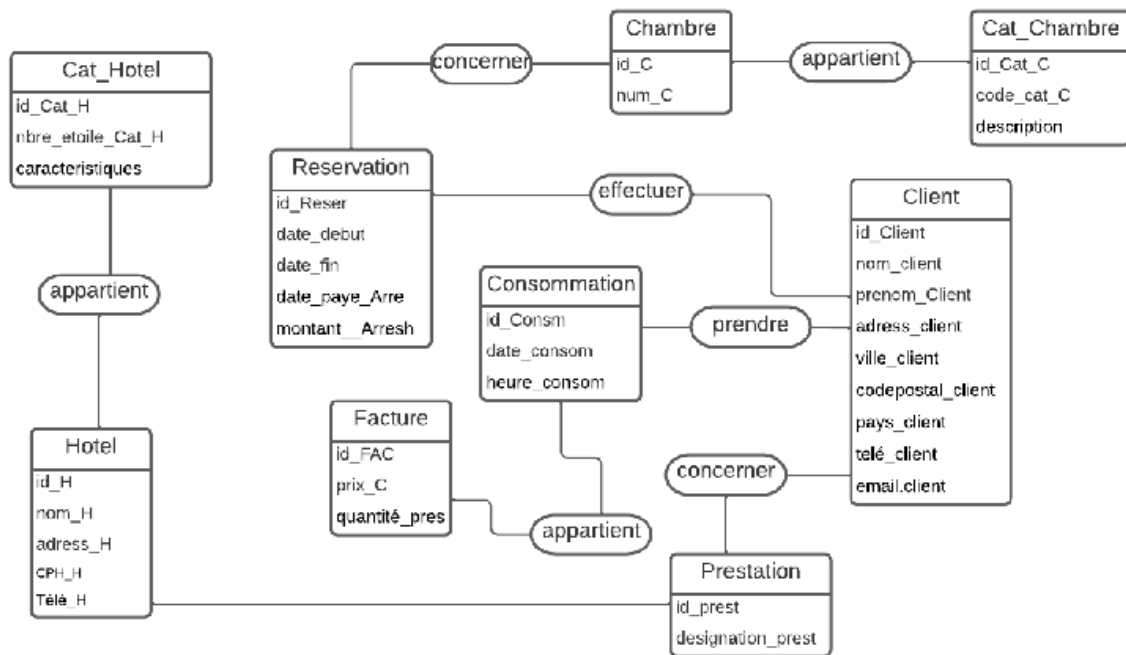 Chambre
id_C
num_C
concerner
appartient
Cat_Chambre
id_Cat_C
code_cat_C
description
Cat_Hotel
id_Cat_H
nbre_etoile_Cat_H
caracteristiques
Reservation
id_Reser
date_debut
date_fin
date_paye_Arre
montant__Arresh
effectuer
Client
id_Client
nom_client
prenom_Client
adress_client
ville_client
codepostal_client
pays_client
telé_client
email.client
appartient
Consommation
id_Consm
date_consom
heure_consom
prendre
Facture
id_FAC
prix_C
quantité_pres
Hotel
id_H
nom_H
adress_H
CPH_H
Télé_H
concerner
appartient
Prestation
id_prest
designation_prest